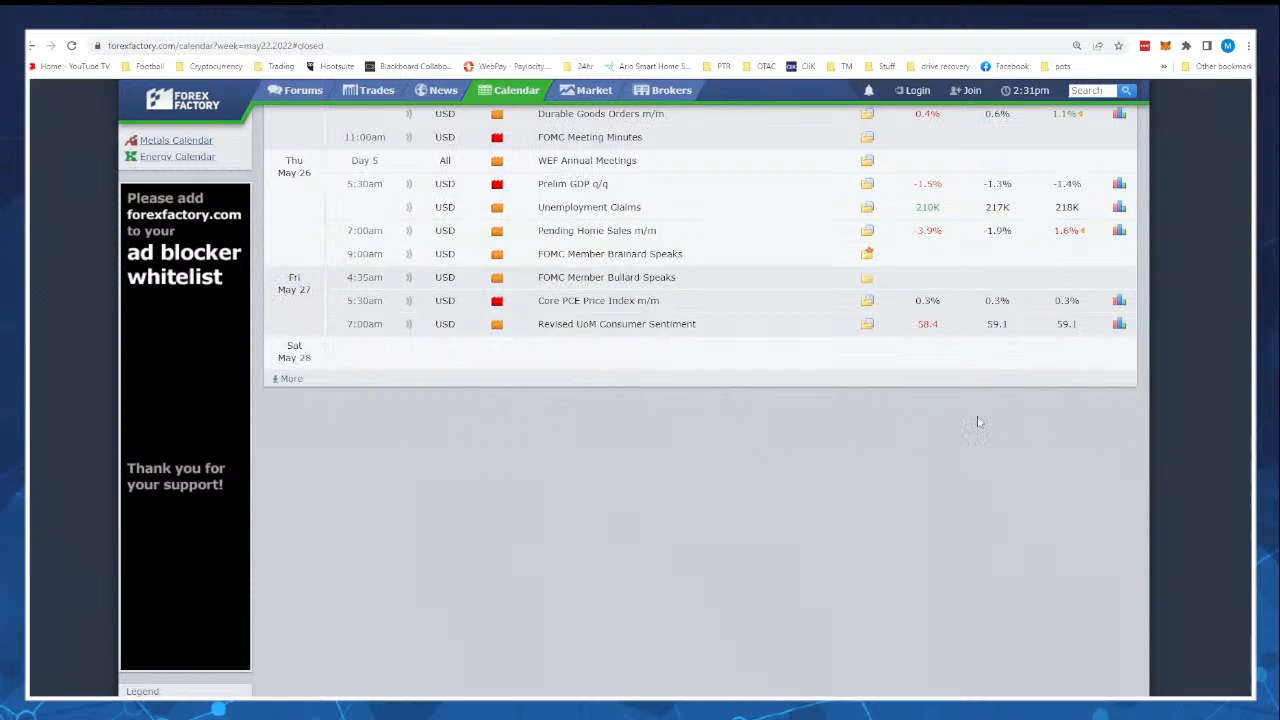 forexfactory.com/calendar?week=may22.2022#closed
M
Home - YouTube TV Football Cryptocurrency Trading Hootsuite Blackboard Collabo... WebPay - Paylocity... 24hr Ario Smart Home S... PTR OTAC CliK TM Stuff drive recovery Facebook pots » Other bookmark
FOREX FACTORY
Forums Trades News Calendar Market Brokers Login Join 2:31pm Search
Metals Calendar
Energy Calendar
Please add
forexfactory.com
to your
ad blocker
whitelist
Thank you for
your support!
Legend
USD Durable Goods Orders m/m 0.4% 0.6% 1.1%
11:00am USD FOMC Meeting Minutes
Thu
May 26
Day 5 All WEF Annual Meetings
5:30am USD Prelim GDP q/q -1.5% -1.3% -1.4%
USD Unemployment Claims 210K 217K 218K
7:00am USD Pending Home Sales m/m -3.9% -1.9% 1.6%
9:00am USD FOMC Member Brainard Speaks
Fri
May 27
4:35am USD FOMC Member Bullard Speaks
5:30am USD Core PCE Price Index m/m 0.3% 0.3% 0.3%
7:00am USD Revised UoM Consumer Sentiment 58.4 59.1 59.1
Sat
May 28
More